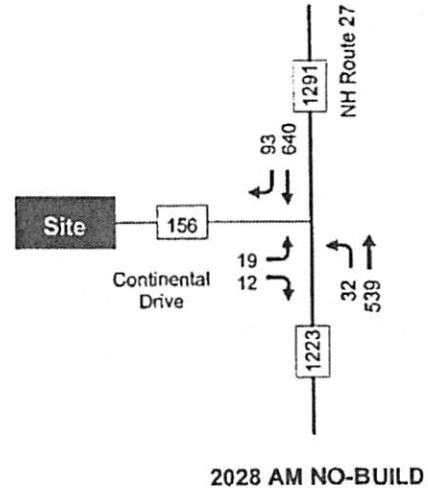 1291
NH Route 27
93
640
Site
156
19
12
Continental
Drive
32
539
1223
2028 AM NO-BUILD